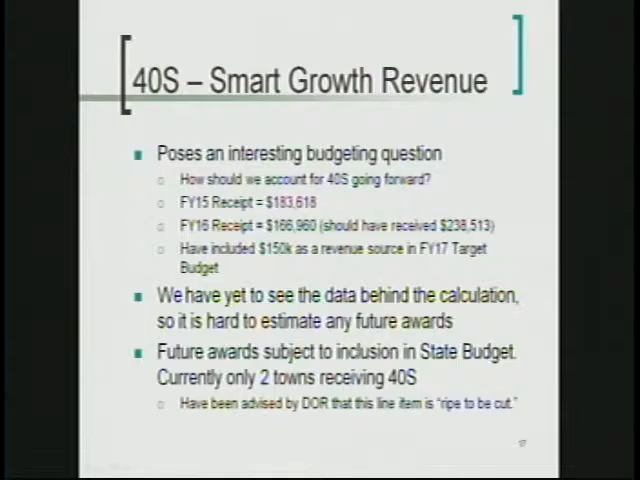 40S – Smart Growth Revenue
Poses an interesting budgeting question
How should we account for 40S going forward?
FY15 Receipt = $183,618
FY16 Receipt = $166,960 (should have received $238,513)
Have included $150k as a revenue source in FY17 Target
Budget
We have yet to see the data behind the calculation,
so it is hard to estimate any future awards
Future awards subject to inclusion in State Budget.
Currently only 2 towns receiving 40S
Have been advised by DOR that this line item is “ripe to be cut.”
17